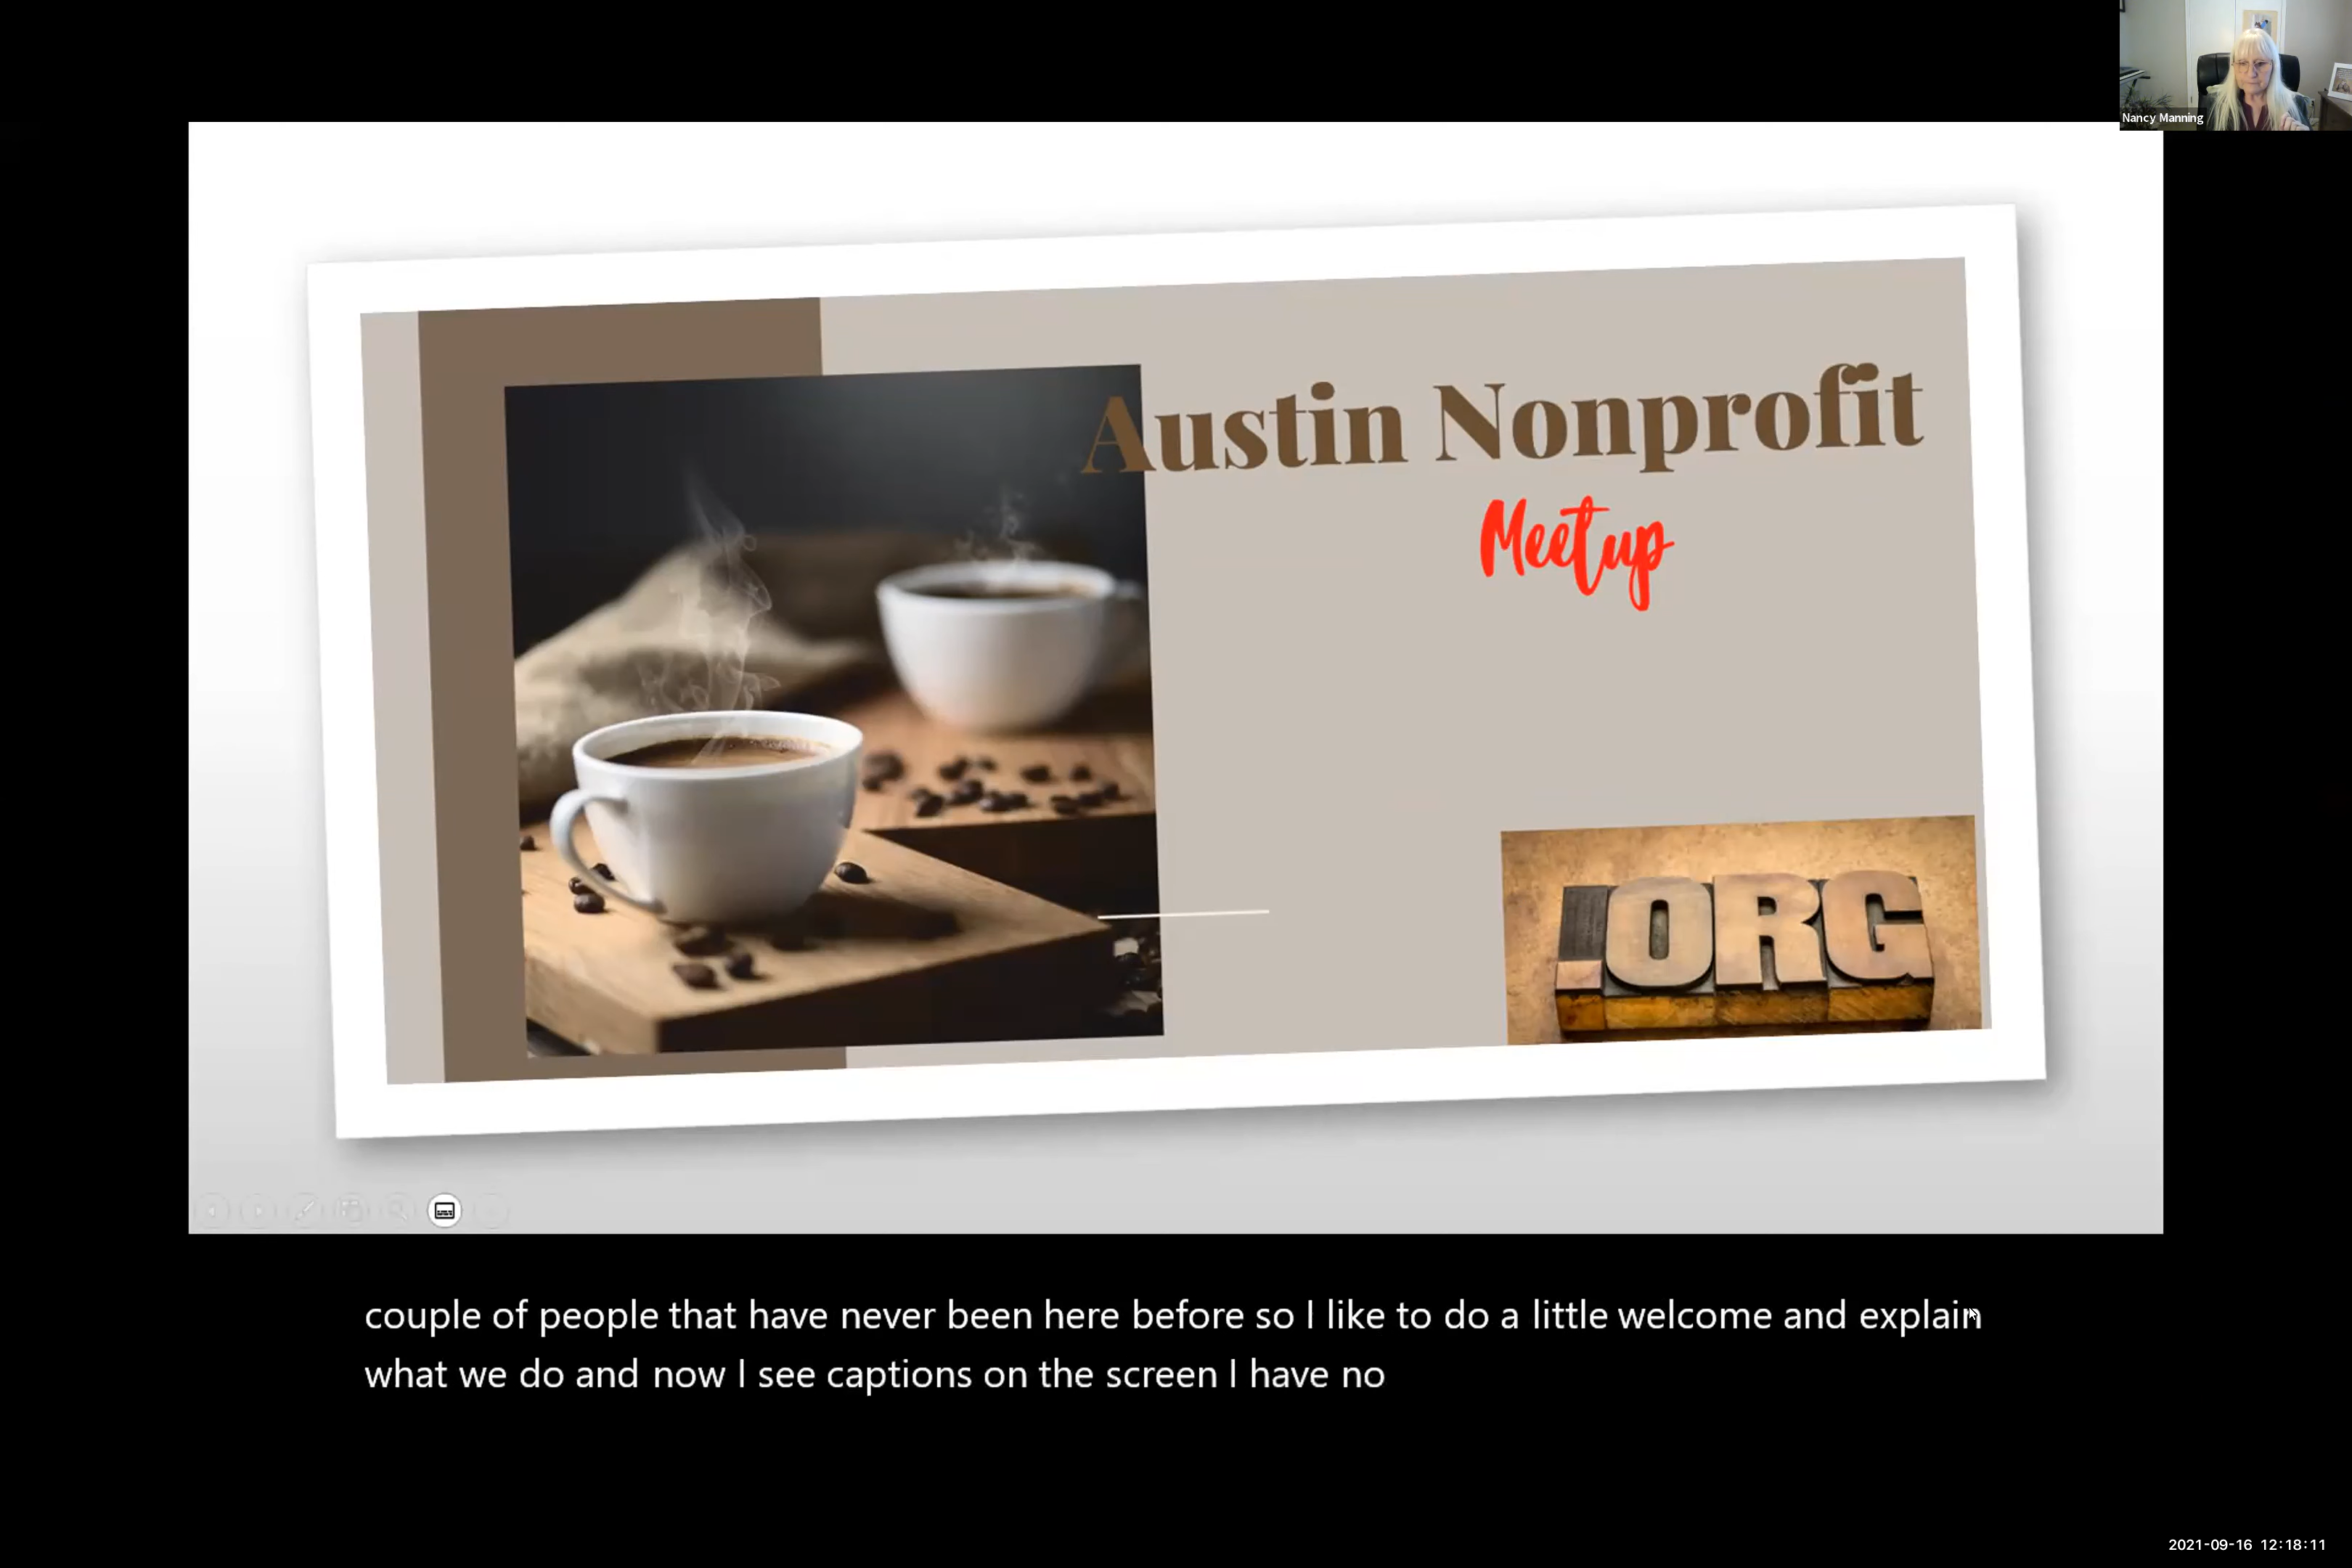 Nancy Manning
Austin Nonprofit
Meetup
.ORG
couple of people that have never been here before so I like to do a little welcome and explain
what we do and now I see captions on the screen I have no
2021-09-16 12:18:11